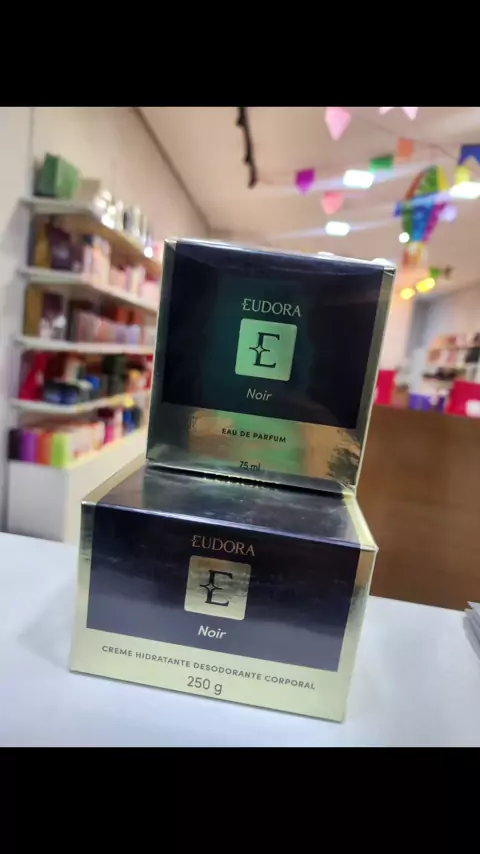 EUDORA
E
Noir
EAU DE PARFUM
75 ml
EUDORA
E
Noir
CREME HIDRATANTE DESODORANTE CORPORAL
250 g